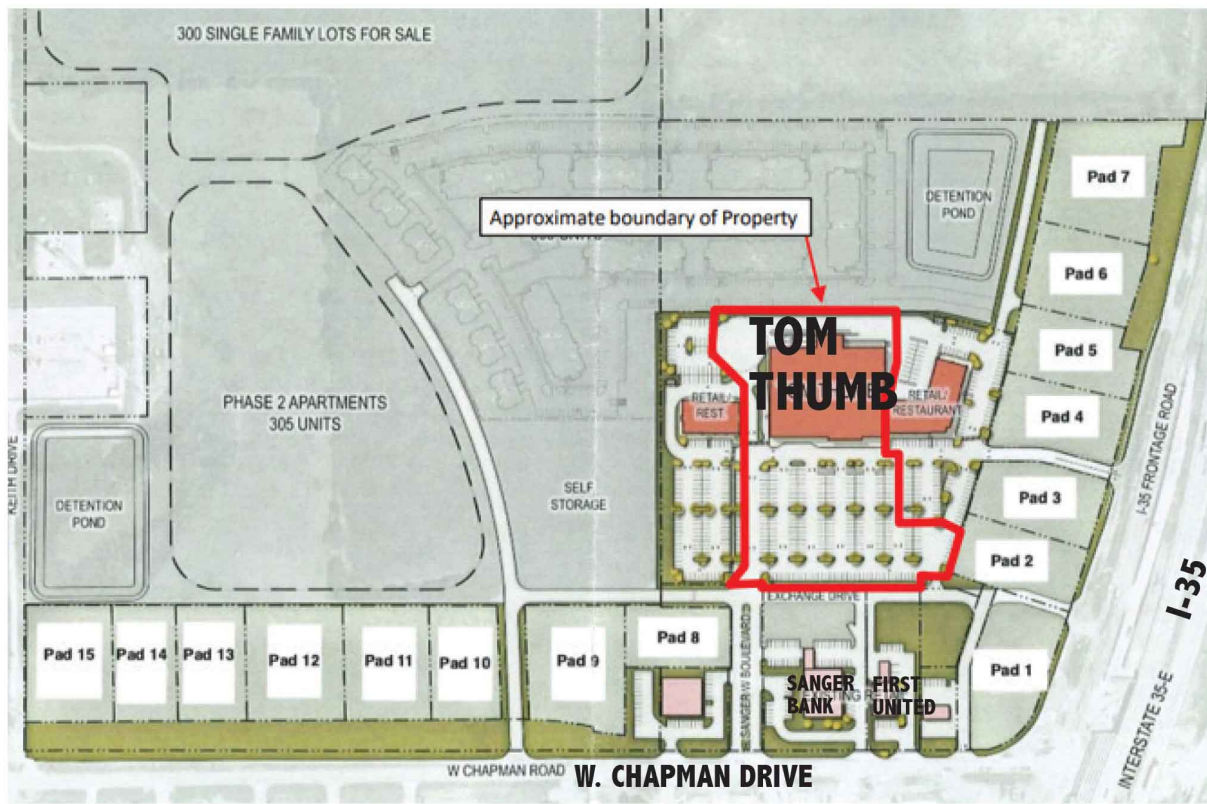 300 SINGLE FAMILY LOTS FOR SALE
Pad 7
DETENTION
POND
Approximate boundary of Property
Pad 6
TOM
THUMB
Pad 5
RETAIL/
REST
RETAIL/
RESTAURANT
Pad 4
PHASE 2 APARTMENTS
305 UNITS
I-35 FRONTAGE ROAD
KEITH DRIVE
SELF
STORAGE
Pad 3
DETENTION
POND
Pad 2
I-35
EXCHANGE DRIVE
Pad 15
Pad 14
Pad 13
Pad 12
Pad 11
Pad 10
Pad 9
Pad 8
BOULEVARD
SANGER
BANK
FIRST
UNITED
EXISTING
Pad 1
INTERSTATE 35-E
W CHAPMAN ROAD
W. CHAPMAN DRIVE